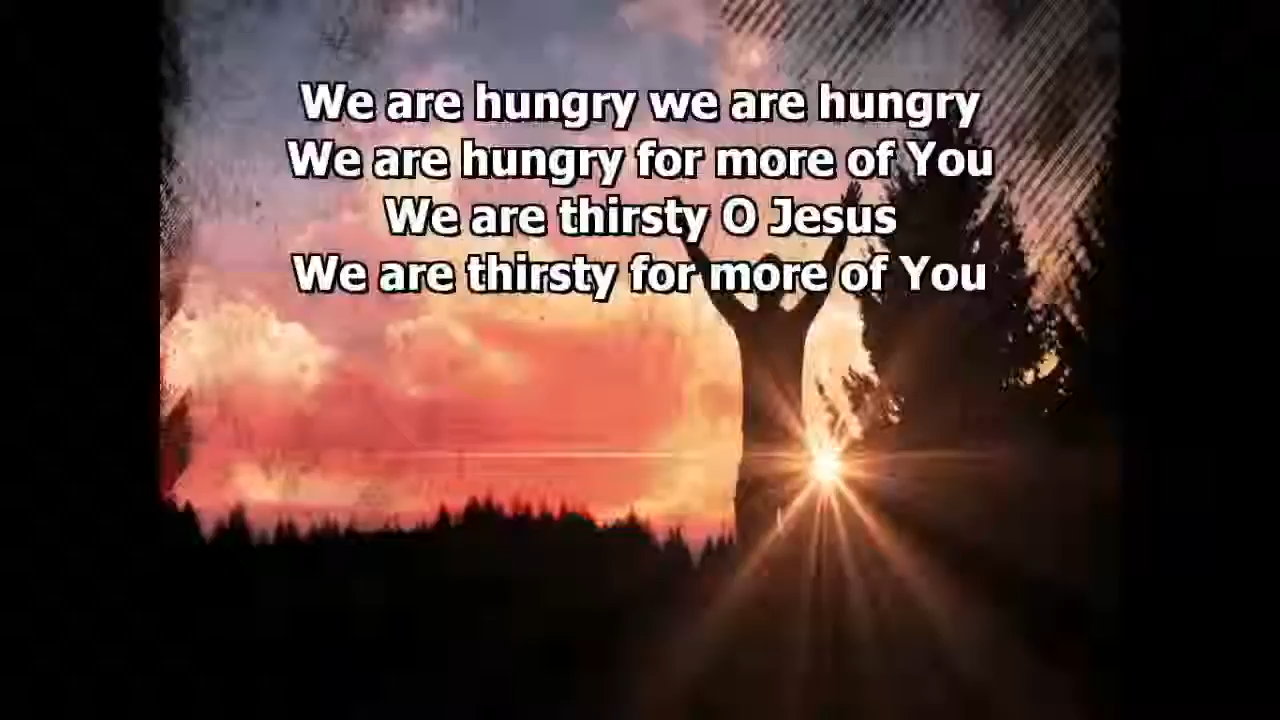 We are hungry we are hungry
We are hungry for more of You
We are thirsty O Jesus
We are thirsty for more of You